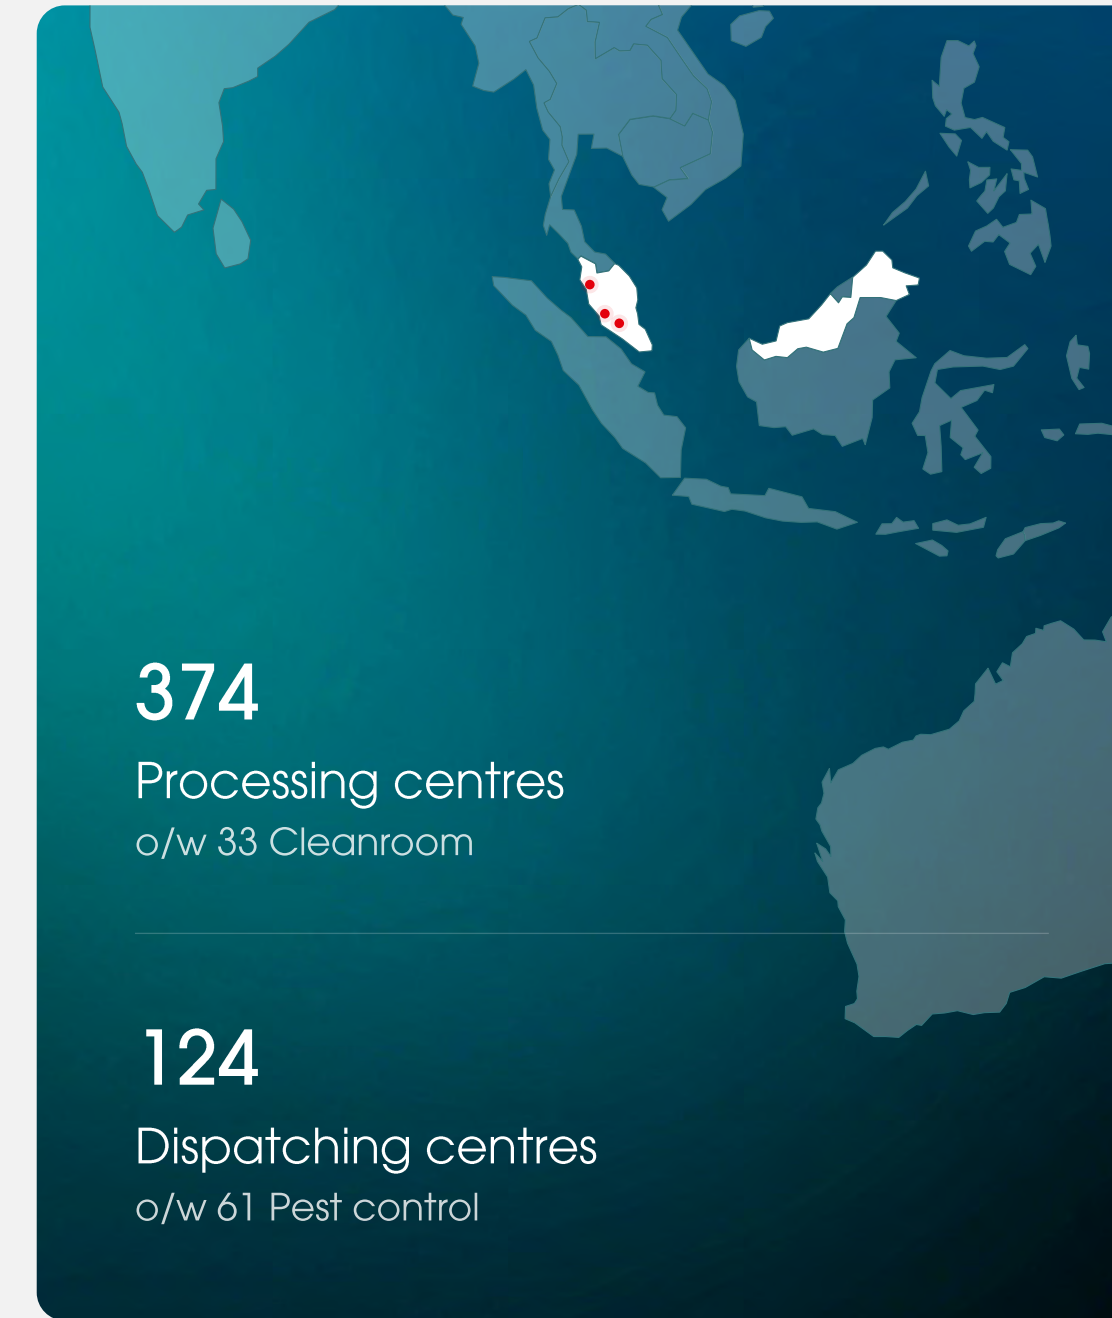 374
Processing centres
o/w 33 Cleanroom
124
Dispatching centres
o/w 61 Pest control